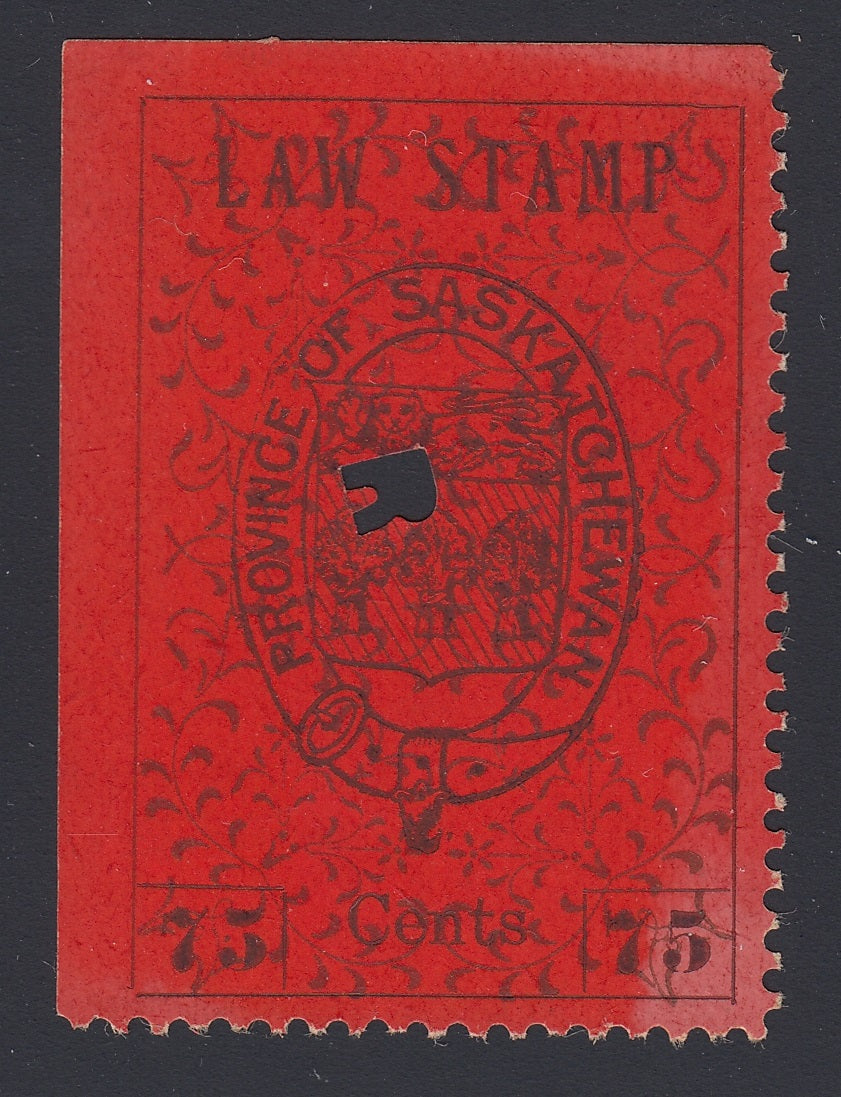 LAW STAMP
PROVINCE OF SASKATCHEWAN
75 Cents 75